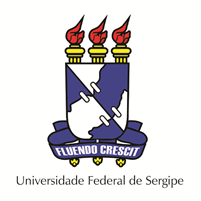 FLUENDO CRESCIT
Universidade Federal de Sergipe